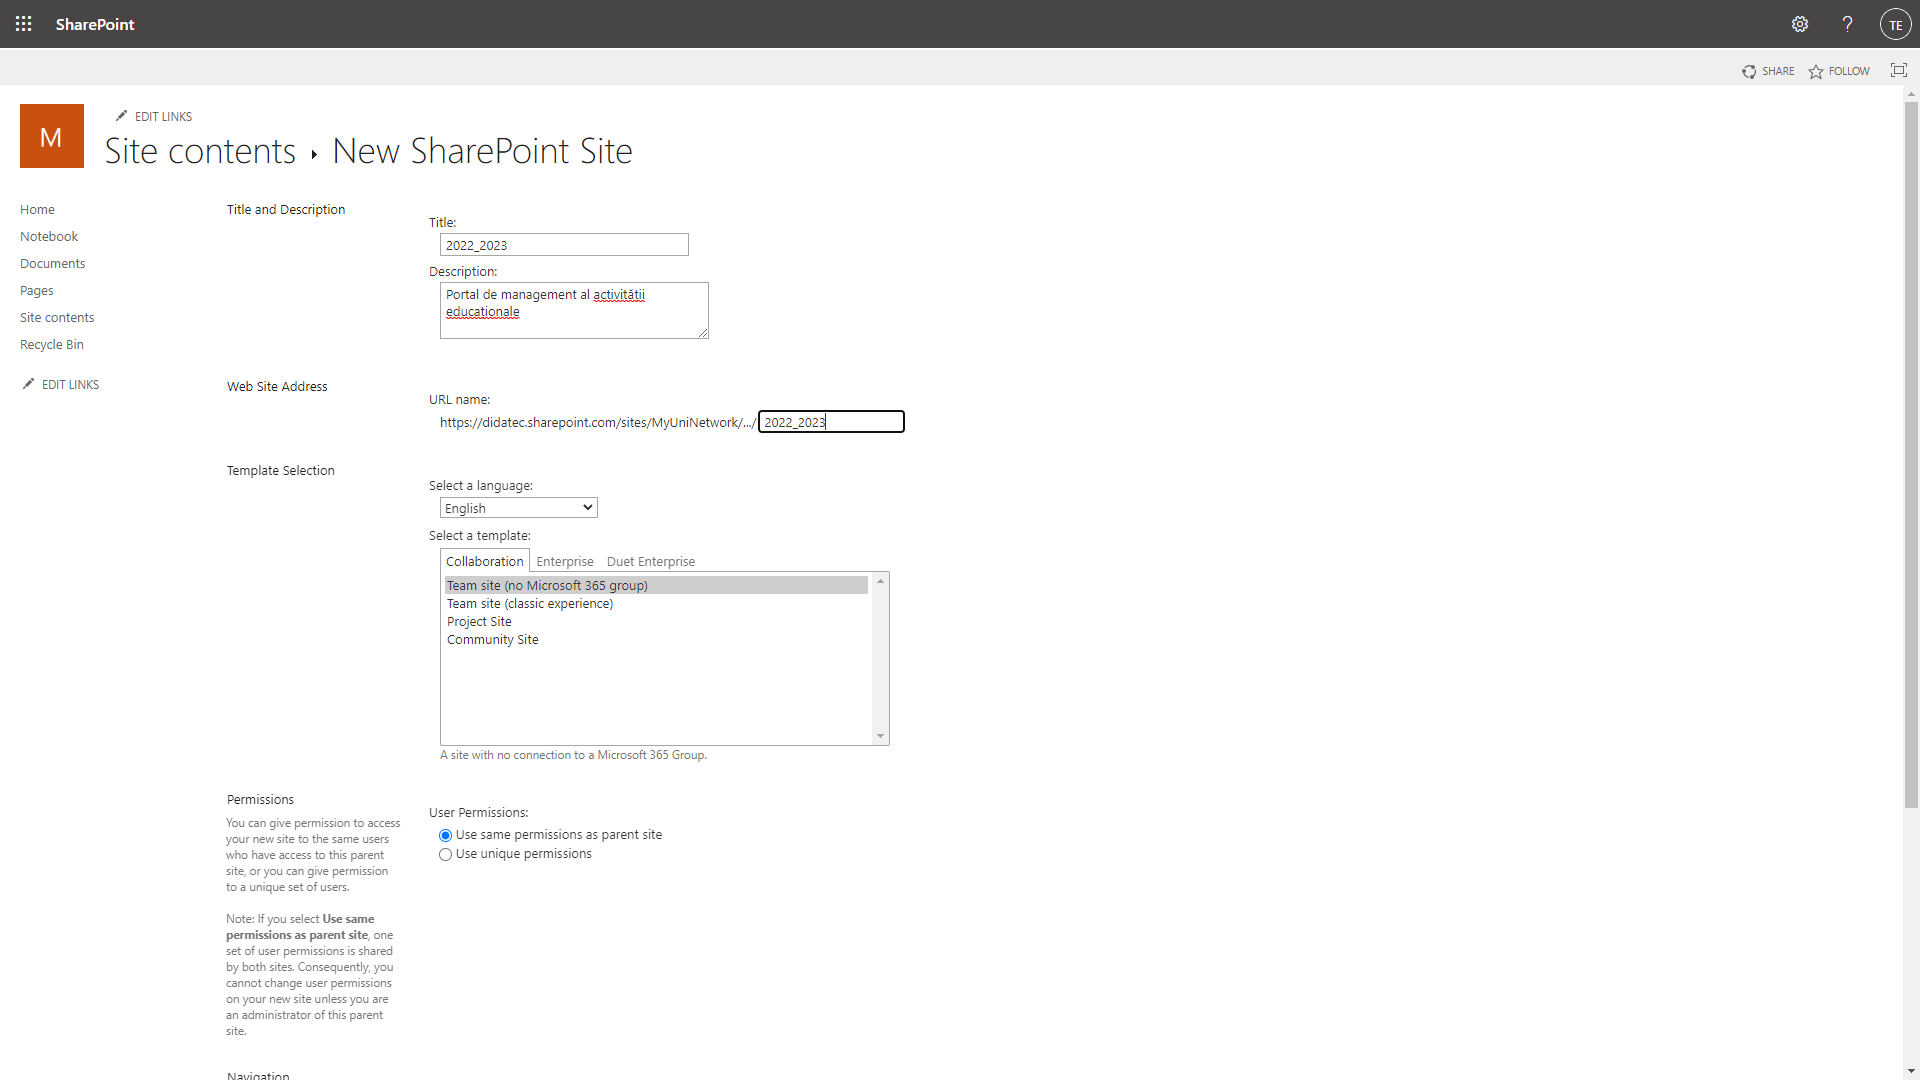 SharePoint
TE
SHARE
FOLLOW
M
EDIT LINKS
Site contents ▸ New SharePoint Site
Home
Notebook
Documents
Pages
Site contents
Recycle Bin
EDIT LINKS
Title and Description
Title:
2022_2023
Description:
Portal de management al activității
educaționale
Web Site Address
URL name:
https://didatec.sharepoint.com/sites/MyUniNetwork/.../ 2022_2023
Template Selection
Select a language:
English
Select a template:
Collaboration Enterprise Duet Enterprise
Team site (no Microsoft 365 group)
Team site (classic experience)
Project Site
Community Site
A site with no connection to a Microsoft 365 Group.
Permissions
You can give permission to access
your new site to the same users
who have access to this parent
site, or you can give permission
to a unique set of users.
Note: If you select Use same
permissions as parent site, one
set of user permissions is shared
by both sites. Consequently, you
cannot change user permissions
on your new site unless you are
an administrator of this parent
site.
User Permissions:
Use same permissions as parent site
Use unique permissions
Navigation